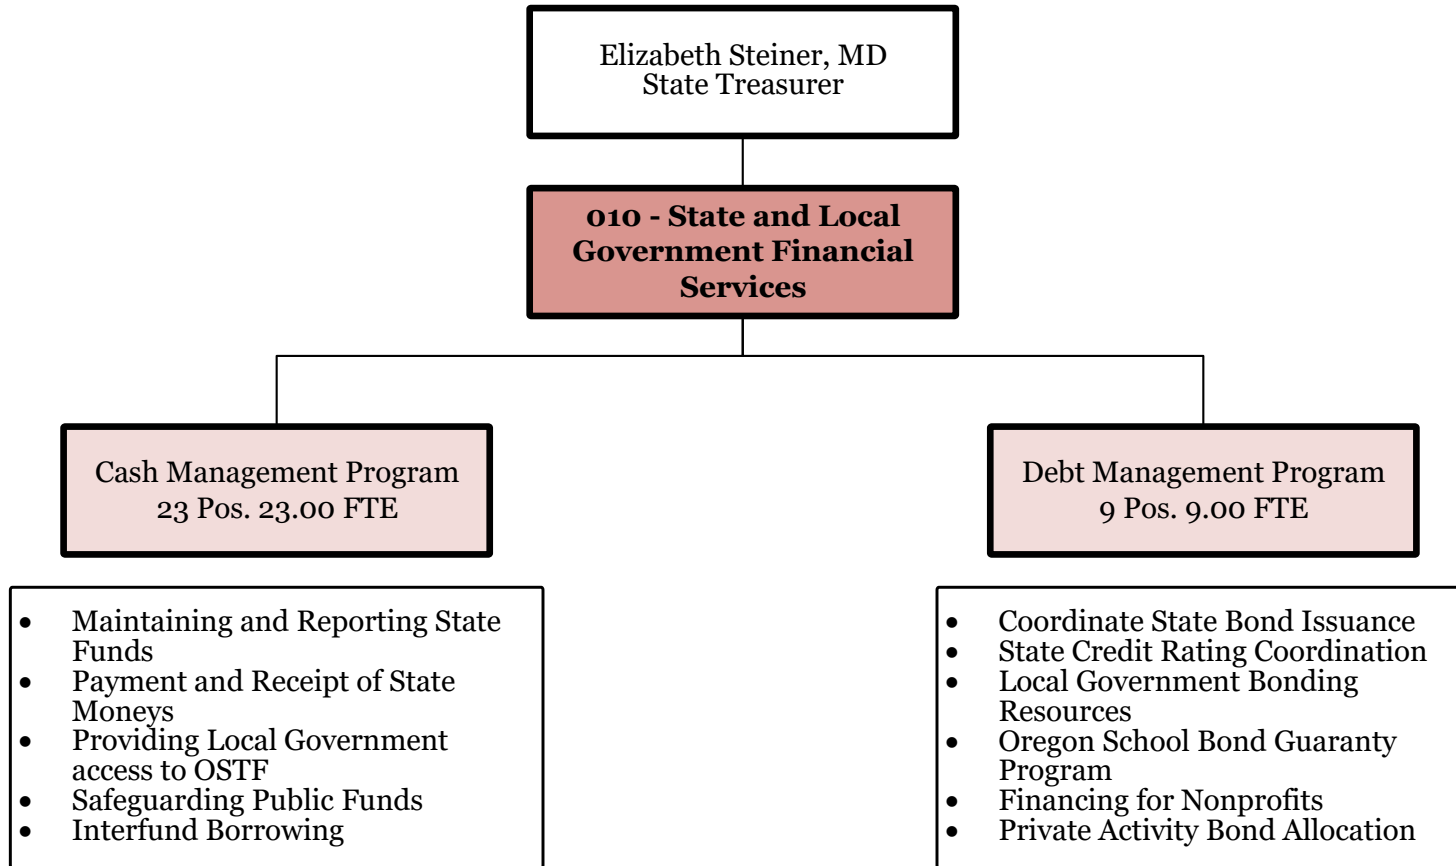 Elizabeth Steiner, MD
State Treasurer
010 - State and Local
Government Financial
Services
Cash Management Program
23 Pos. 23.00 FTE
Debt Management Program
9 Pos. 9.00 FTE
• Maintaining and Reporting State
Funds
• Payment and Receipt of State
Moneys
• Providing Local Government
access to OSTF
• Safeguarding Public Funds
• Interfund Borrowing
• Coordinate State Bond Issuance
• State Credit Rating Coordination
• Local Government Bonding
Resources
• Oregon School Bond Guaranty
Program
• Financing for Nonprofits
• Private Activity Bond Allocation